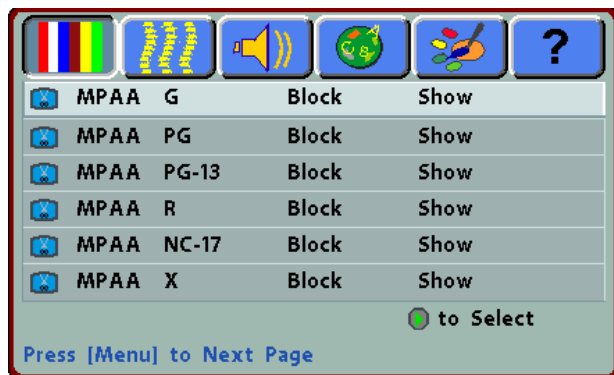 ?
MPAA G Block Show
MPAA PG Block Show
MPAA PG-13 Block Show
MPAA R Block Show
MPAA NC-17 Block Show
MPAA X Block Show
to Select
Press [Menu] to Next Page